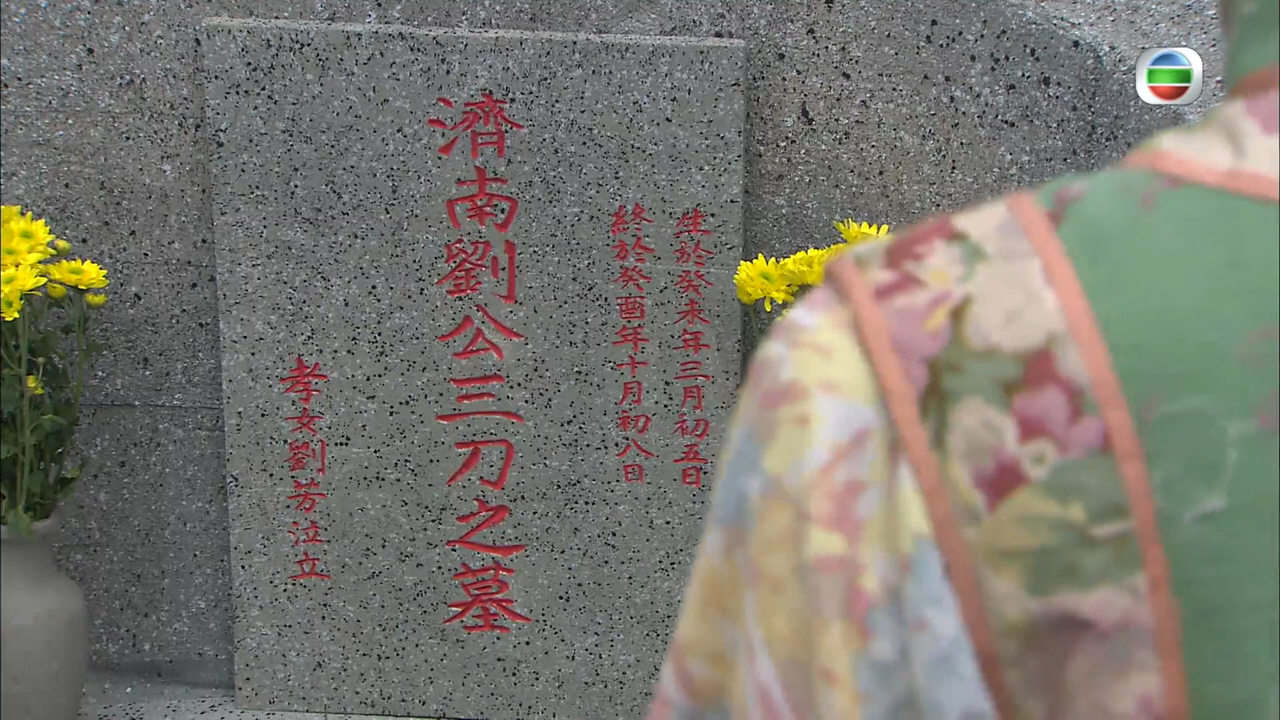 生於癸未年三月初五日
終於癸酉年十月初八日
濟南劉公三刀之墓
孝女劉芳泣立